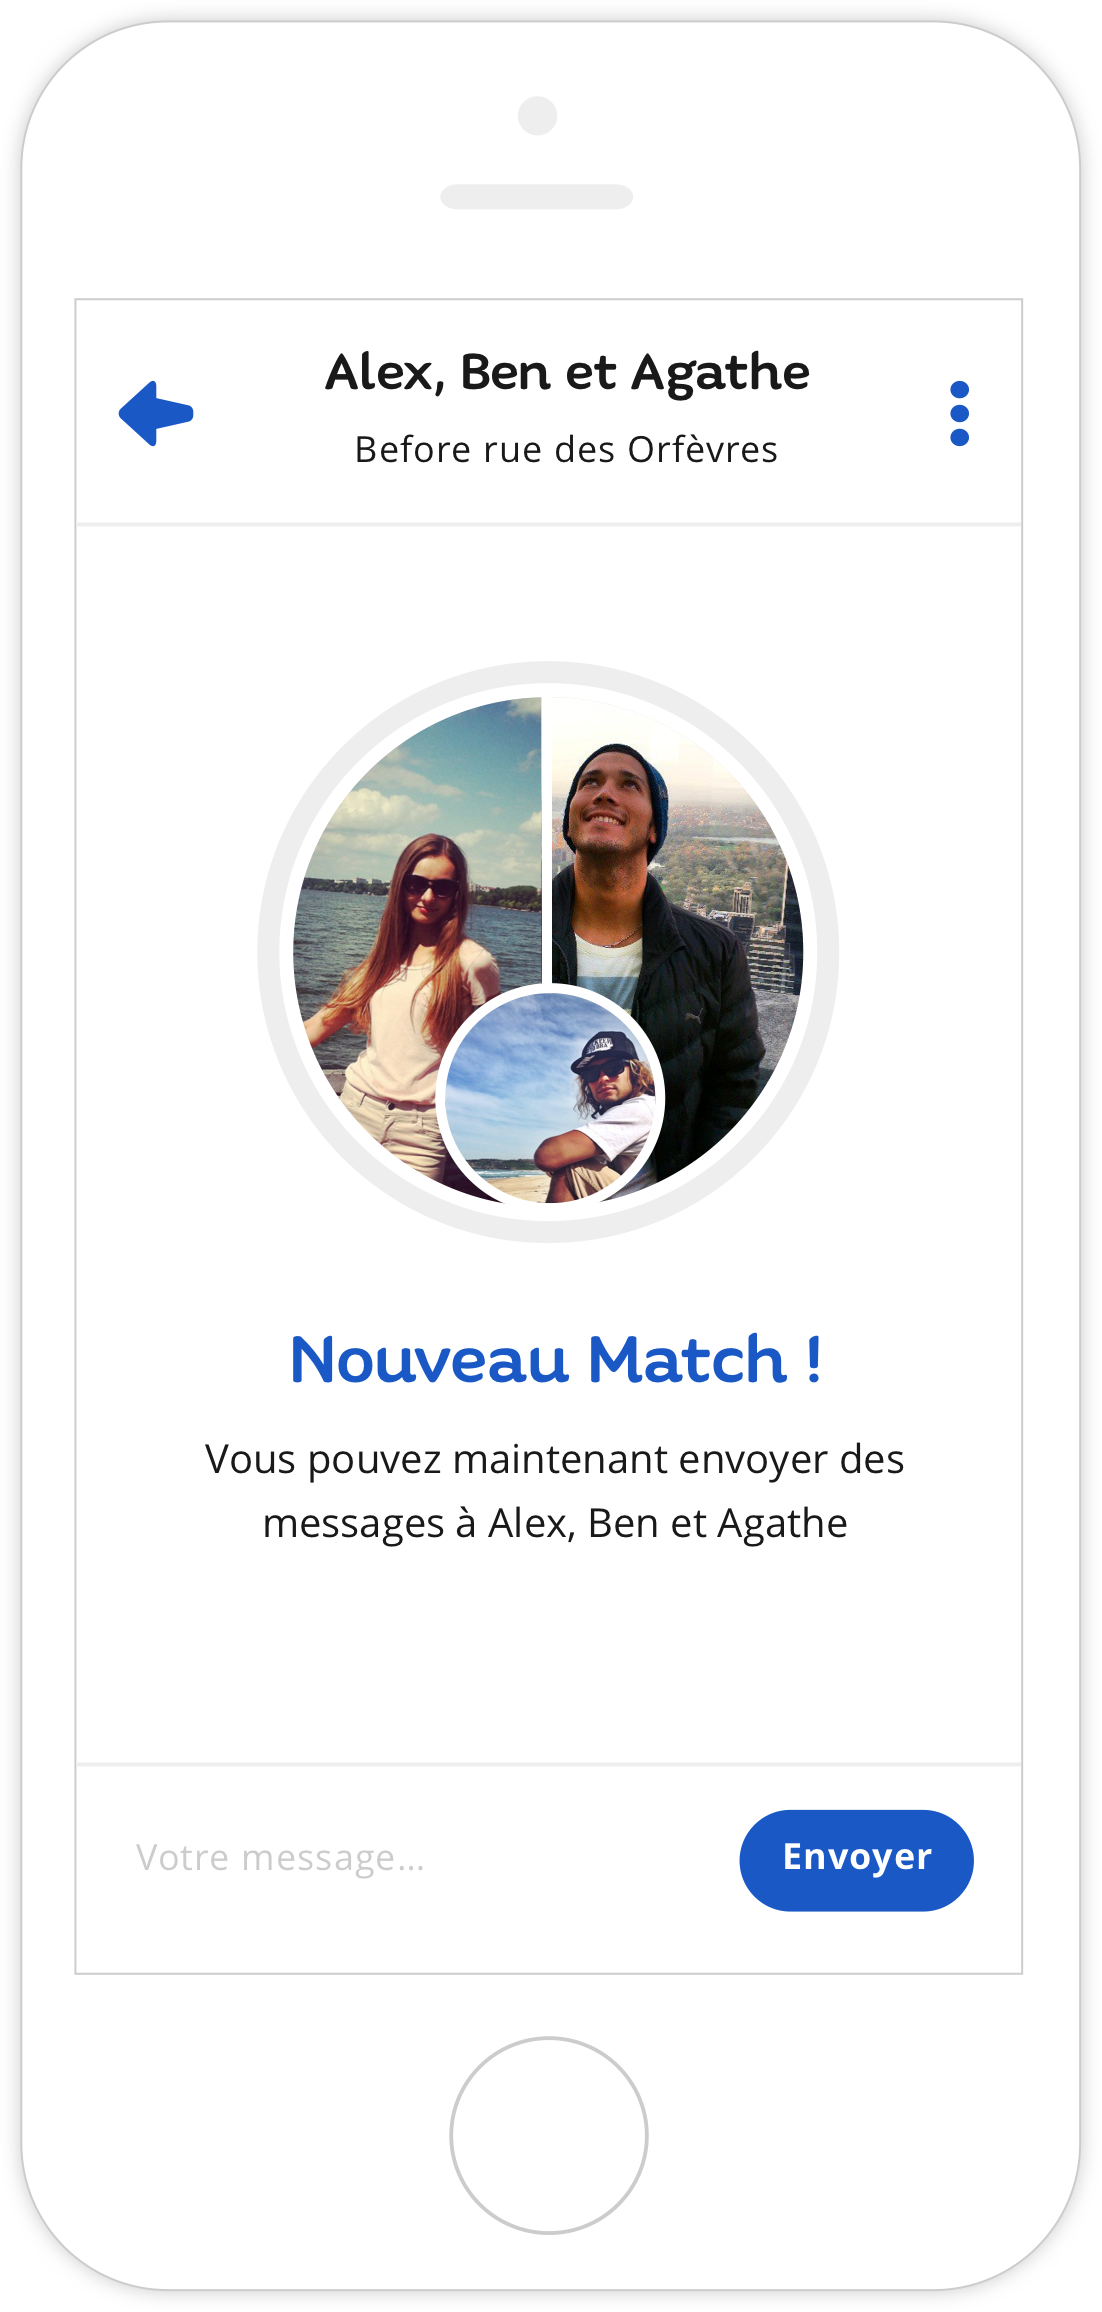 Alex, Ben et Agathe
Before rue des Orfèvres
Nouveau Match !
Vous pouvez maintenant envoyer des
messages à Alex, Ben et Agathe
Votre message...
Envoyer